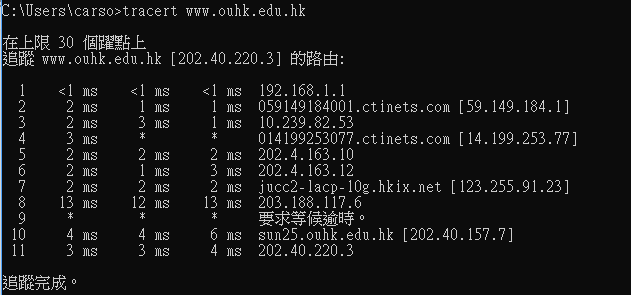 C:\Users\carso>tracert www.ouhk.edu.hk
在上限 30 個躍點上
追蹤 www.ouhk.edu.hk [202.40.220.3] 的路由:
1 <1 ms <1 ms <1 ms 192.168.1.1
2 2 ms 1 ms 1 ms 059149184001.ctinets.com [59.149.184.1]
3 2 ms 3 ms 1 ms 10.239.82.53
4 3 ms * * 014199253077.ctinets.com [14.199.253.77]
5 2 ms 2 ms 2 ms 202.4.163.10
6 2 ms 1 ms 3 ms 202.4.163.12
7 2 ms 2 ms 2 ms jucc2-lacp-10g.hkix.net [123.255.91.23]
8 13 ms 12 ms 13 ms 203.188.117.6
9 * * * 要求等候逾時。
10 4 ms 4 ms 6 ms sun25.ouhk.edu.hk [202.40.157.7]
11 3 ms 3 ms 4 ms 202.40.220.3
追蹤完成。